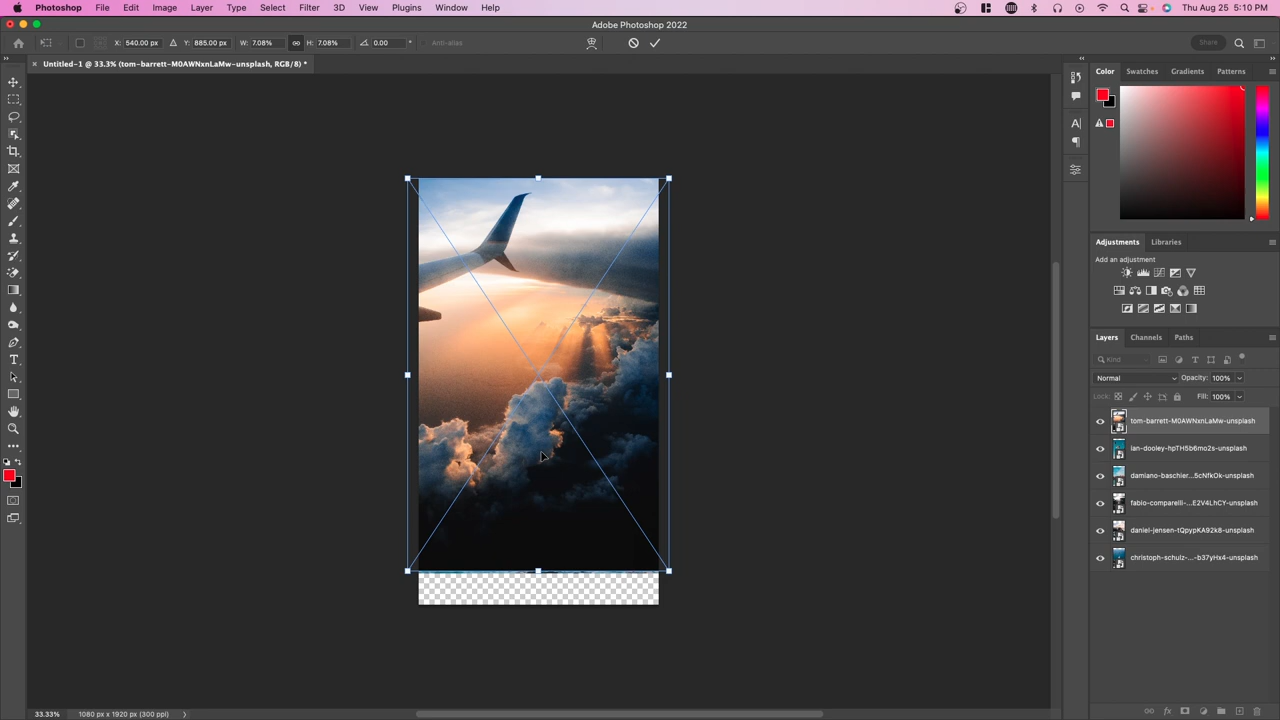 Photoshop File Edit Image Layer Type Select Filter 3D View Plugins Window Help Thu Aug 25 5:10 PM
Adobe Photoshop 2022
X: 540.00 px Y: 885.00 px W: 7.08% H: 7.08% 0.00 ° Anti-alias Share
Untitled-1 @ 33.3% (tom-barrett-M0AWNxnLaMw-unsplash, RGB/8) *
Color Swatches Gradients Patterns
Adjustments Libraries
Add an adjustment
Layers Channels Paths
Kind
Normal Opacity: 100%
Lock: Fill: 100%
tom-barrett-M0AWNxnLaMw-unsplash
ian-dooley-hpTH5b6mo2s-unsplash
damiano-baschier...5cNfkOk-unsplash
fabio-comparelli-...E2V4LhCY-unsplash
daniel-jensen-tQpypKA92k8-unsplash
christoph-schulz-...-b37yHx4-unsplash
33.33% 1080 px x 1920 px (300 ppi)